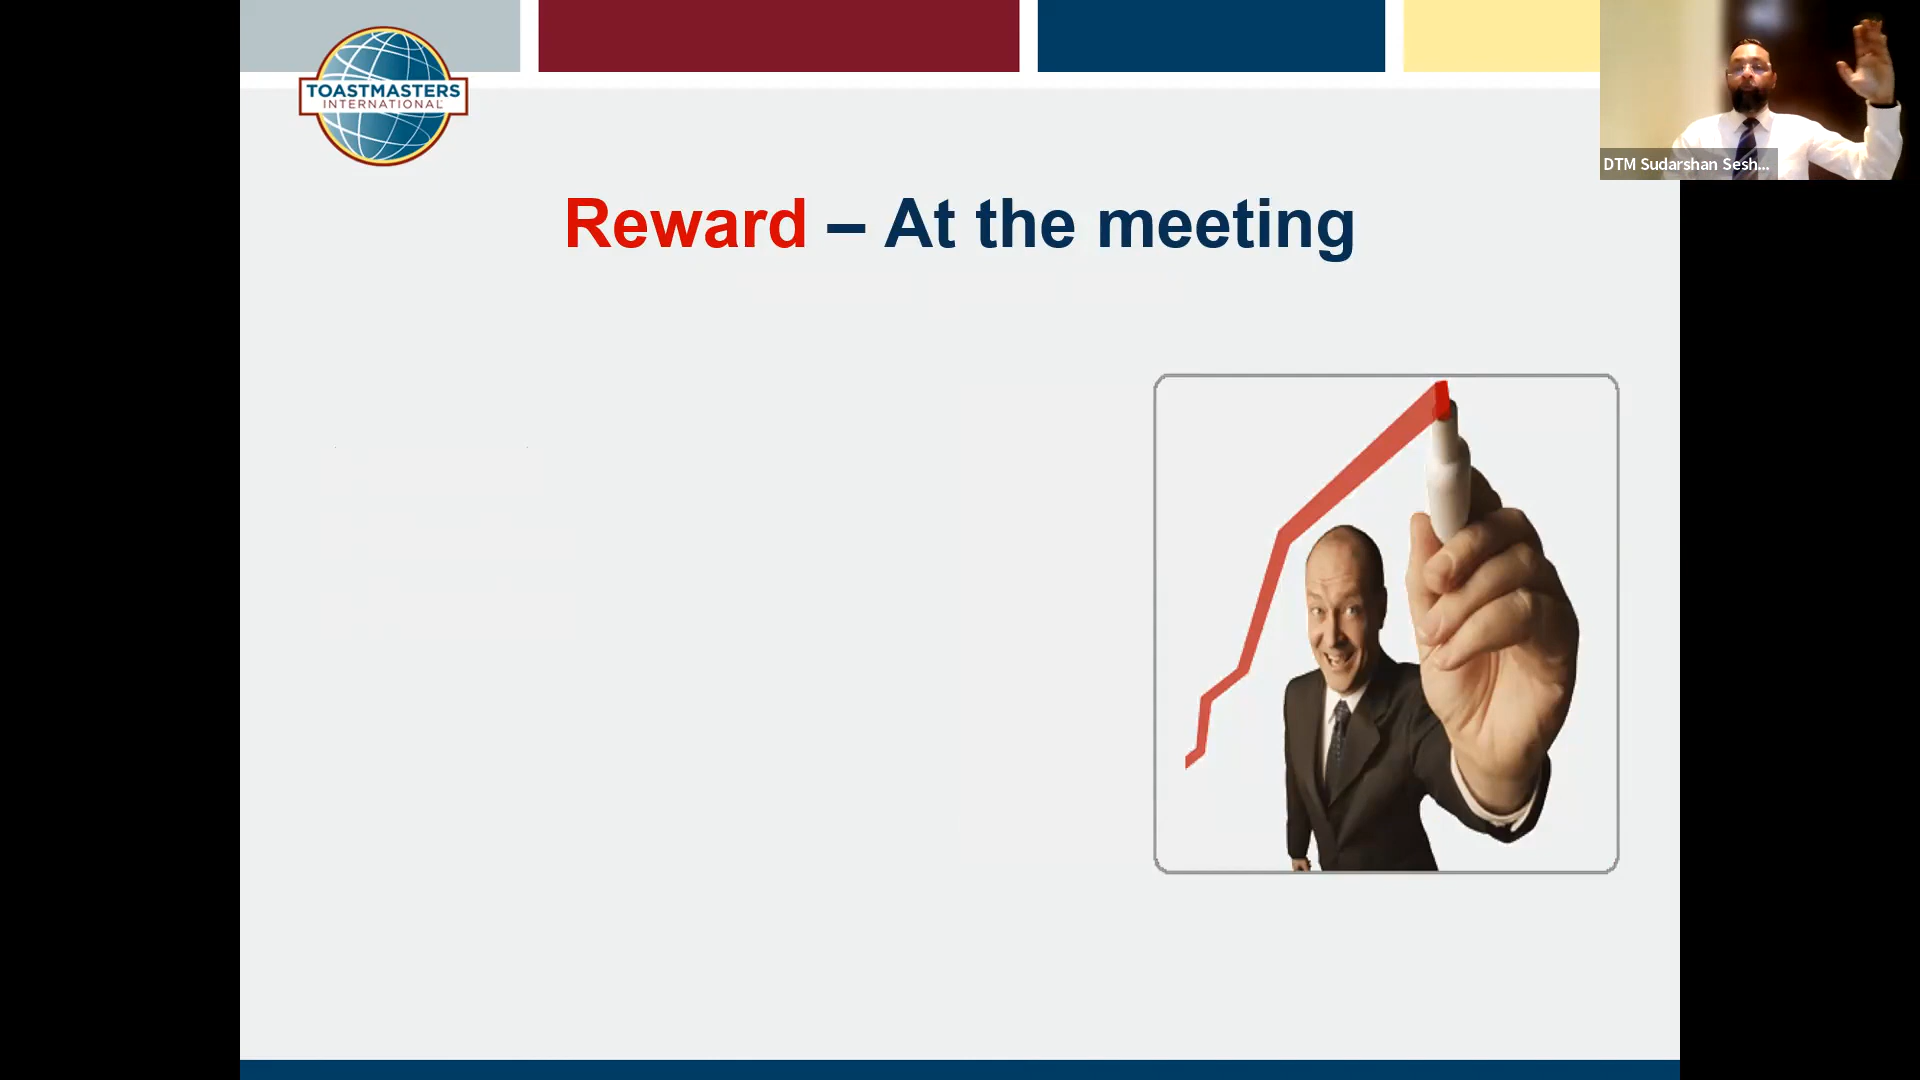 TOASTMASTERS
INTERNATIONAL
DTM Sudarshan Sesh...
Reward – At the meeting